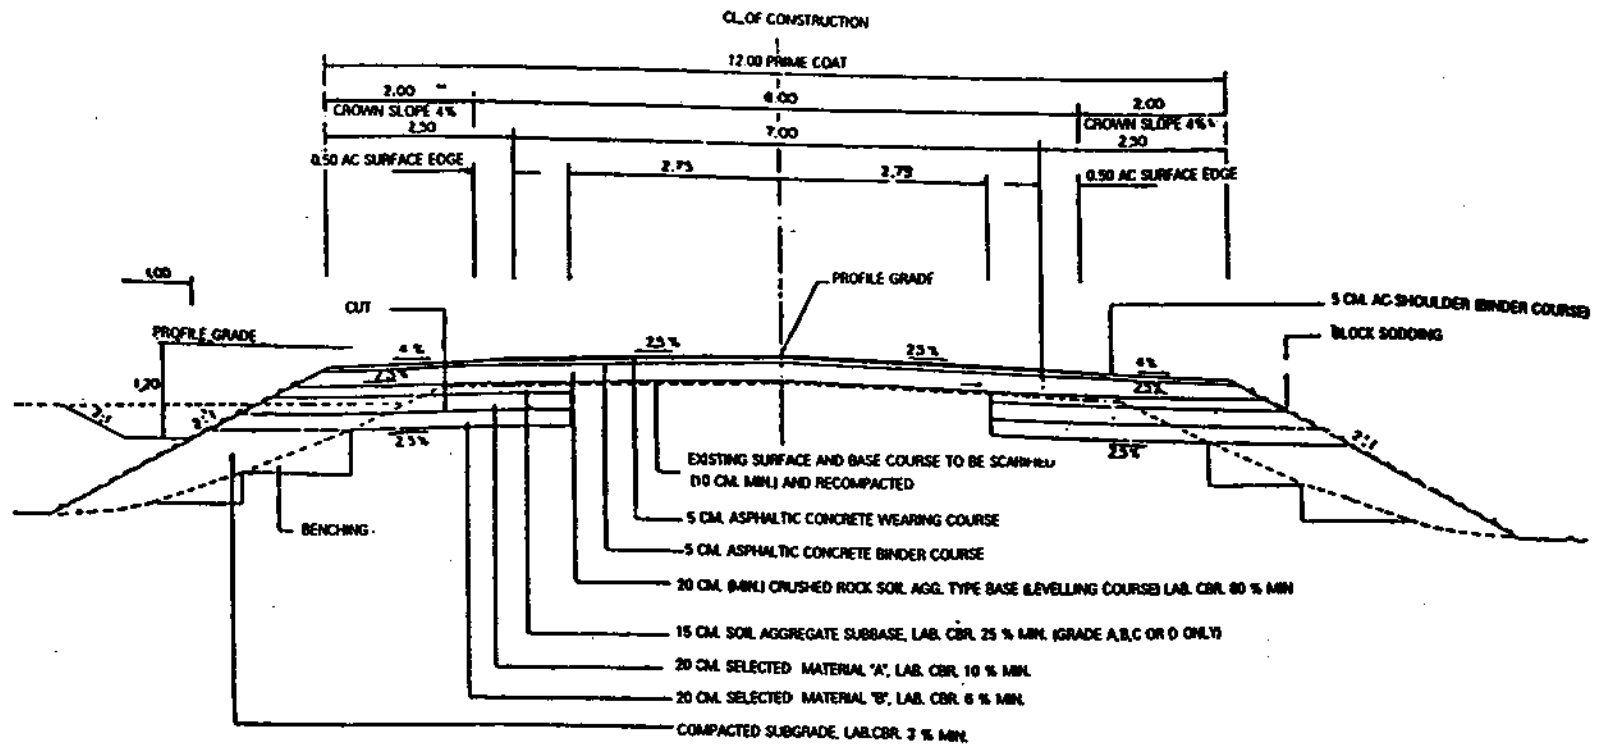 CL. OF CONSTRUCTION
12.00 PRIME COAT
2.00
8.00
2.00
CROWN SLOPE 4%
CROWN SLOPE 4%
2.50
7.00
2.50
0.50 AC SURFACE EDGE
2.75
2.75
0.50 AC SURFACE EDGE
1.00
PROFILE GRADE
CUT
5 CM. AC SHOULDER (BINDER COURSE)
PROFILE GRADE
BLOCK SODDING
4 %
2.5 %
2.5 %
4 %
2.5 %
2.5 %
1.20
2:1
2:1
2:1
2.5 %
2.5 %
EXISTING SURFACE AND BASE COURSE TO BE SCARIFIED
(10 CM. MIN.) AND RECOMPACTED
5 CM. ASPHALTIC CONCRETE WEARING COURSE
BENCHING
5 CM. ASPHALTIC CONCRETE BINDER COURSE
20 CM. (MIN.) CRUSHED ROCK SOIL AGG. TYPE BASE (LEVELLING COURSE) LAB. CBR. 80 % MIN
15 CM. SOIL AGGREGATE SUBBASE, LAB. CBR. 25 % MIN. (GRADE A,B,C OR D ONLY)
20 CM. SELECTED MATERIAL "A", LAB. CBR. 10 % MIN.
20 CM. SELECTED MATERIAL "B", LAB. CBR. 6 % MIN.
COMPACTED SUBGRADE, LAB.CBR. 3 % MIN.